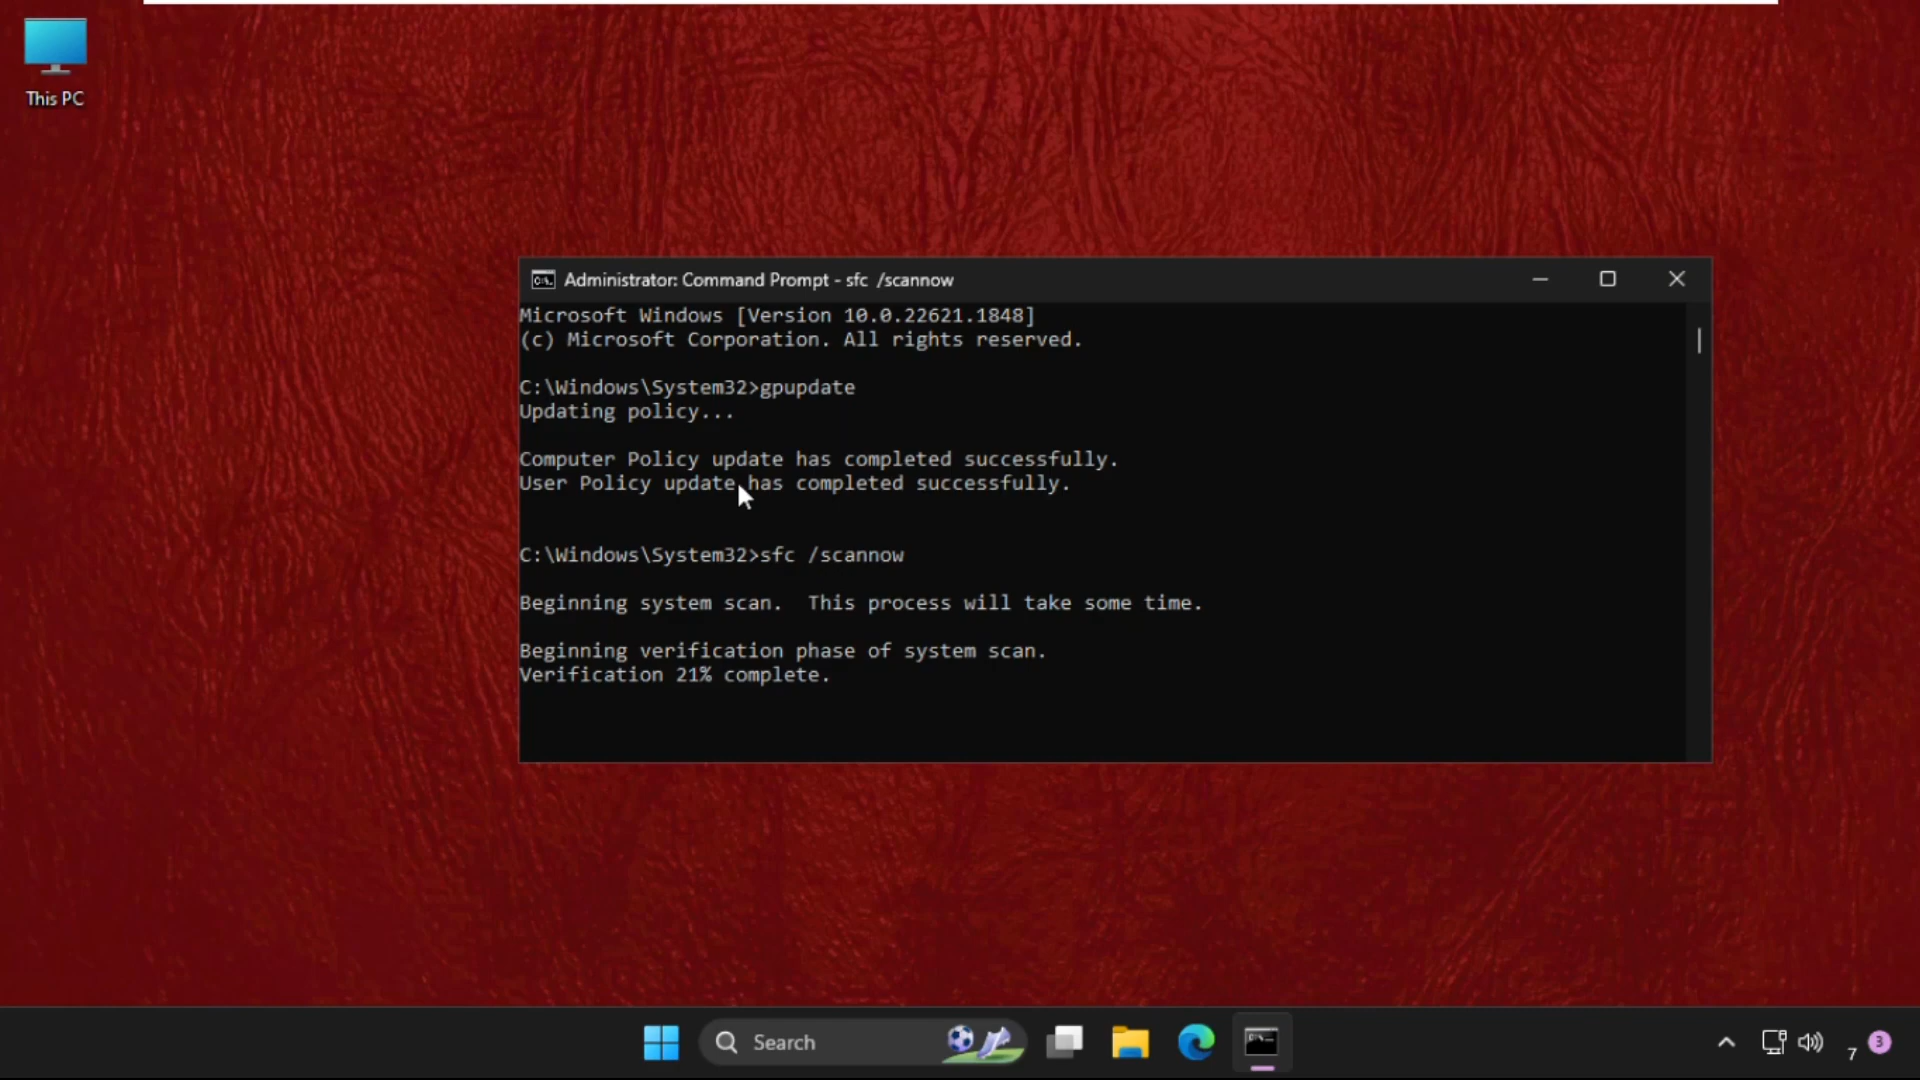 This PC
Administrator: Command Prompt - sfc /scannow
Microsoft Windows [Version 10.0.22621.1848]
(c) Microsoft Corporation. All rights reserved.
C:\Windows\System32>gpupdate
Updating policy...
Computer Policy update has completed successfully.
User Policy update has completed successfully.
C:\Windows\System32>sfc /scannow
Beginning system scan.  This process will take some time.
Beginning verification phase of system scan.
Verification 21% complete.
Search
7
3